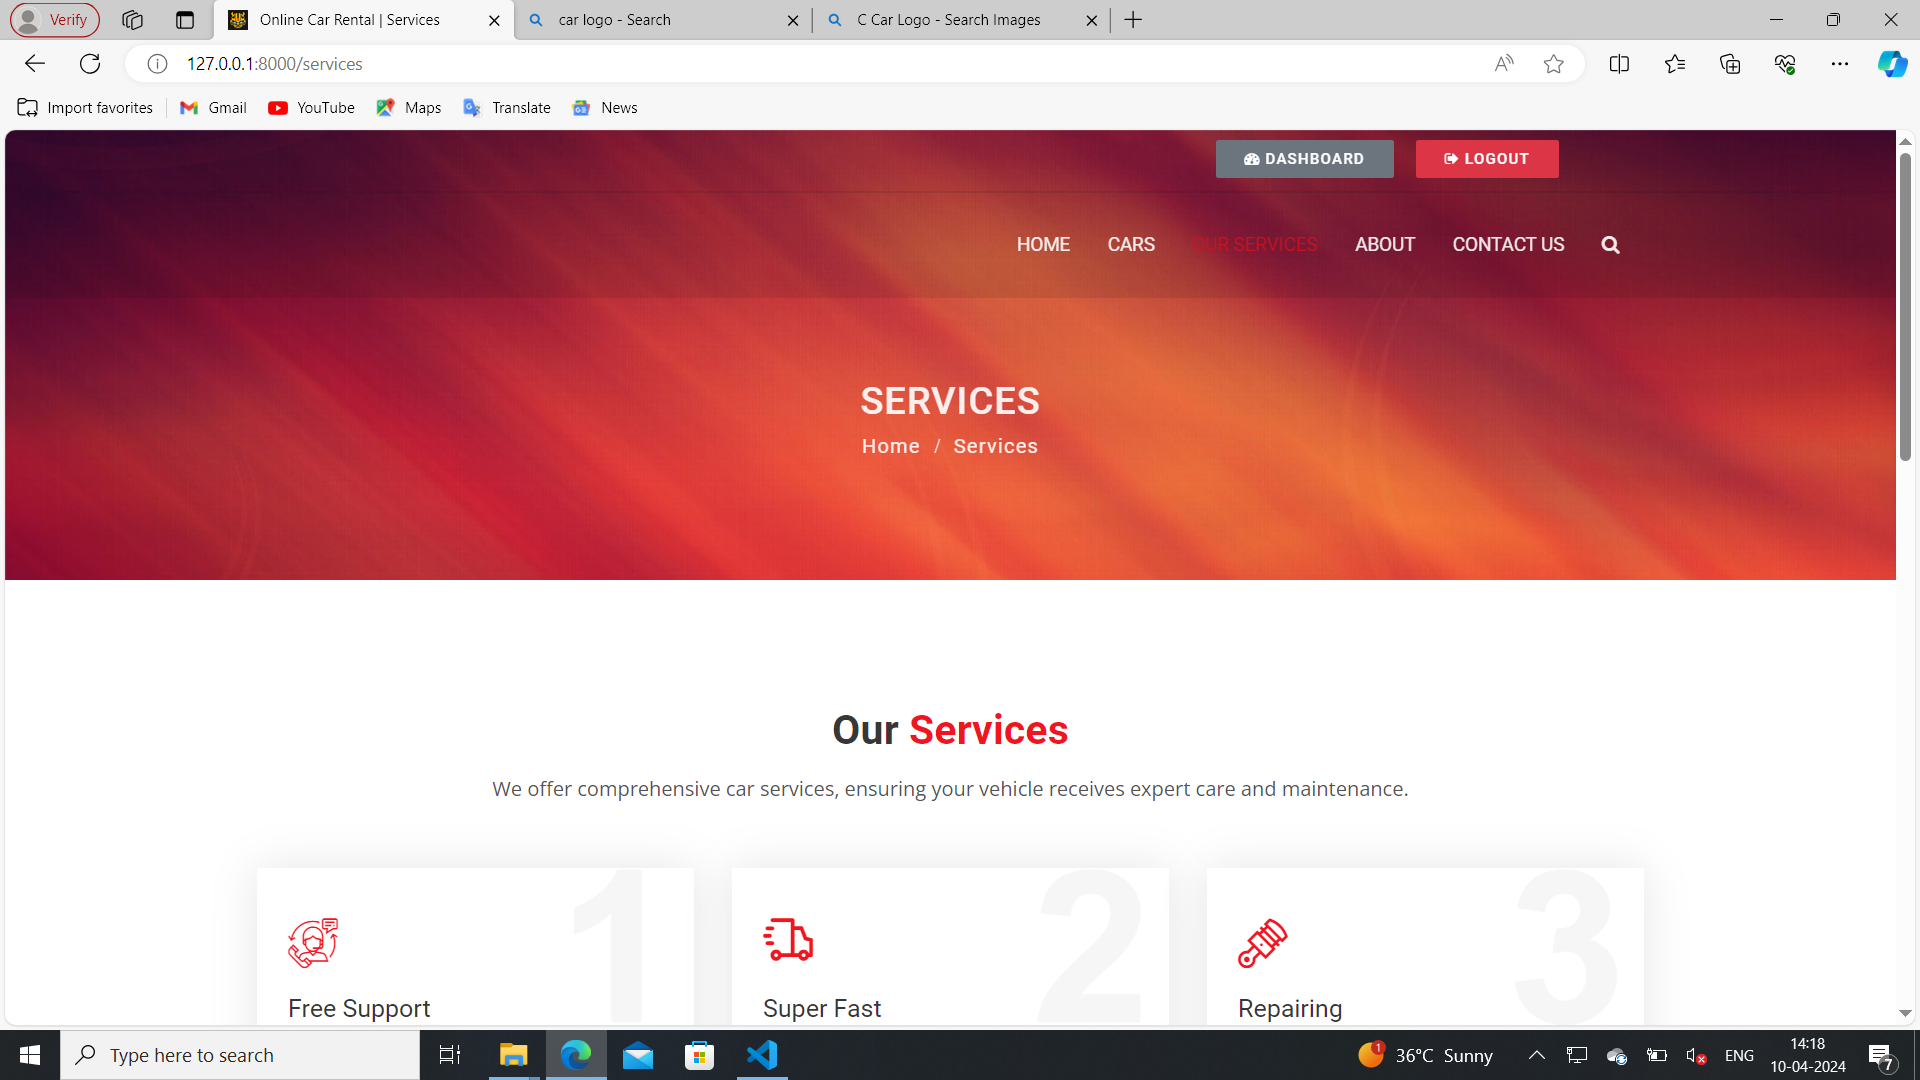 Verify
Online Car Rental | Services
car logo - Search
C Car Logo - Search Images
127.0.0.1:8000/services
Import favorites
Gmail
YouTube
Maps
Translate
News
DASHBOARD
LOGOUT
HOME
CARS
OUR SERVICES
ABOUT
CONTACT US
SERVICES
Home / Services
Our Services
We offer comprehensive car services, ensuring your vehicle receives expert care and maintenance.
1
2
3
Free Support
Super Fast
Repairing
Type here to search
1
36°C Sunny
ENG
14:18
10-04-2024
7